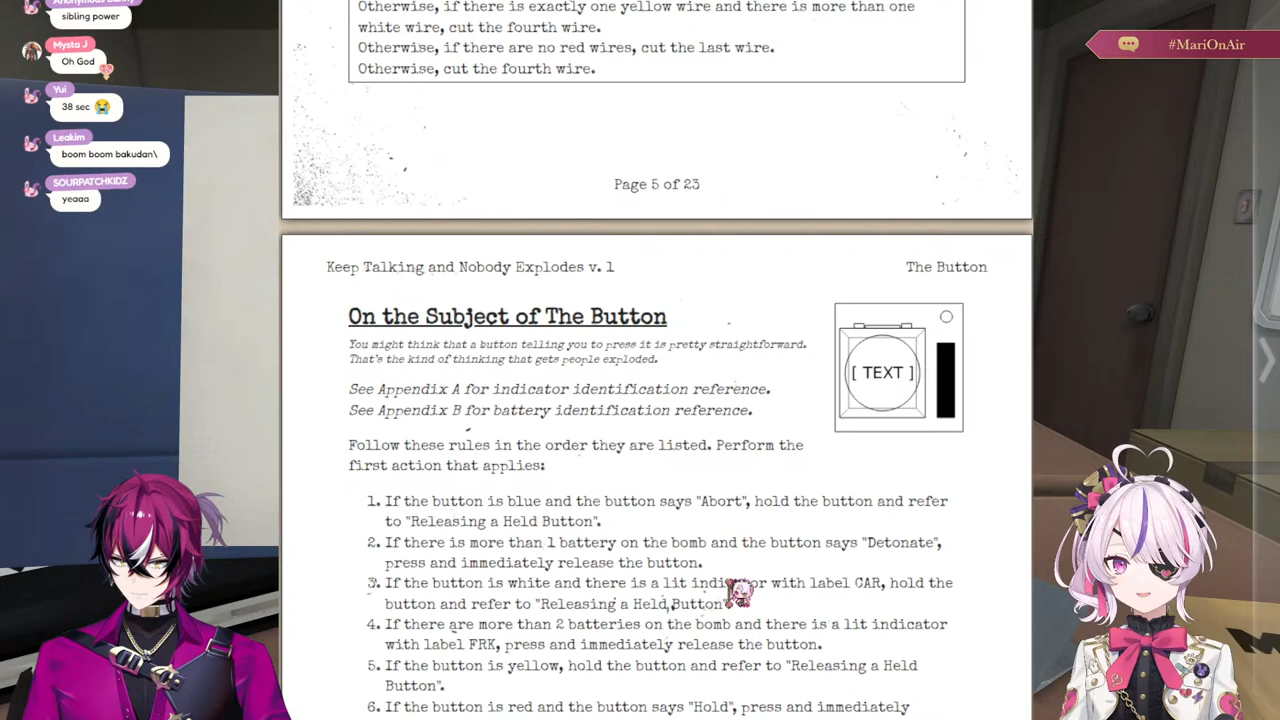 sibling power
Mysta J
Oh God
Yui
38 sec 😭
Leakim
boom boom bakudan\
SOURPATCHKIDZ
yeaaa
#MariOnAir
Otherwise, if there is exactly one yellow wire and there is more than one
white wire, cut the fourth wire.
Otherwise, if there are no red wires, cut the last wire.
Otherwise, cut the fourth wire.
Page 5 of 23
Keep Talking and Nobody Explodes v. 1
The Button
On the Subject of The Button
You might think that a button telling you to press it is pretty straightforward.
That's the kind of thinking that gets people exploded.
See Appendix A for indicator identification reference.
See Appendix B for battery identification reference.
[ TEXT ]
Follow these rules in the order they are listed. Perform the
first action that applies:
1. If the button is blue and the button says "Abort", hold the button and refer
to "Releasing a Held Button".
2. If there is more than 1 battery on the bomb and the button says "Detonate",
press and immediately release the button.
3. If the button is white and there is a lit with label CAR, hold the
button and refer to "Releasing a Held Button"
4. If there are more than 2 batteries on the bomb and there is a lit indicator
with label FRK, press and immediately release the button.
5. If the button is yellow, hold the button and refer to "Releasing a Held
Button".
6. If the button is red and the button says "Hold", press and immediately